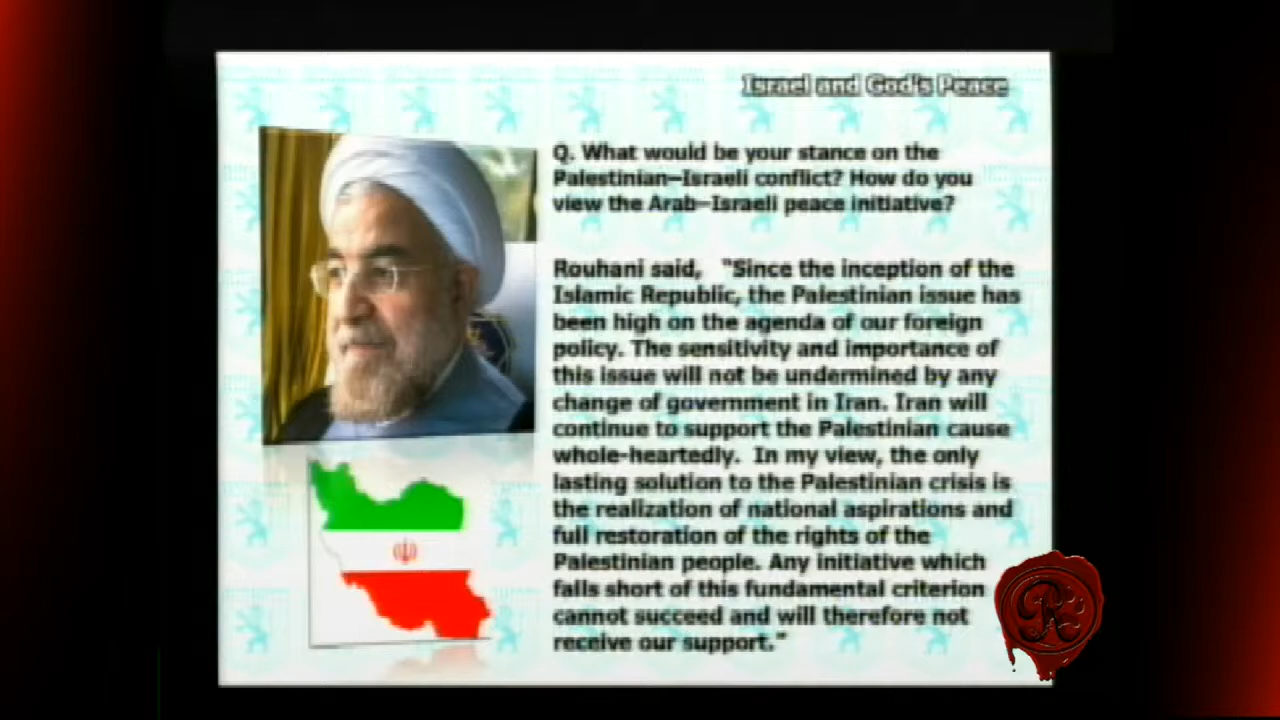 Israel and God's Peace
Q. What would be your stance on the
Palestinian–Israeli conflict? How do you
view the Arab–Israeli peace initiative?
Rouhani said, "Since the inception of the
Islamic Republic, the Palestinian issue has
been high on the agenda of our foreign
policy. The sensitivity and importance of
this issue will not be undermined by any
change of government in Iran. Iran will
continue to support the Palestinian cause
whole-heartedly. In my view, the only
lasting solution to the Palestinian crisis is
the realization of national aspirations and
full restoration of the rights of the
Palestinian people. Any initiative which
falls short of this fundamental criterion
cannot succeed and will therefore not
receive our support."
R